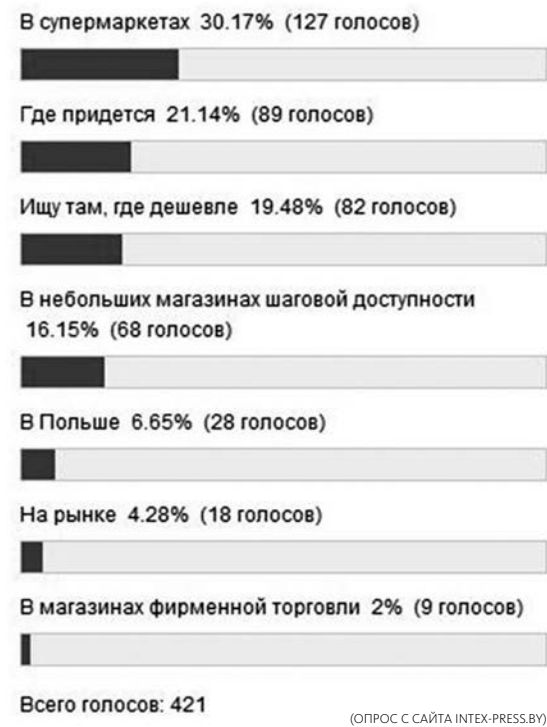 В супермаркетах 30.17% (127 голосов)
Где придется 21.14% (89 голосов)
Ищу там, где дешевле 19.48% (82 голосов)
В небольших магазинах шаговой доступности
16.15% (68 голосов)
В Польше 6.65% (28 голосов)
На рынке 4.28% (18 голосов)
В магазинах фирменной торговли 2% (9 голосов)
Всего голосов: 421
(ОПРОС С САЙТА INTEX-PRESS.BY)